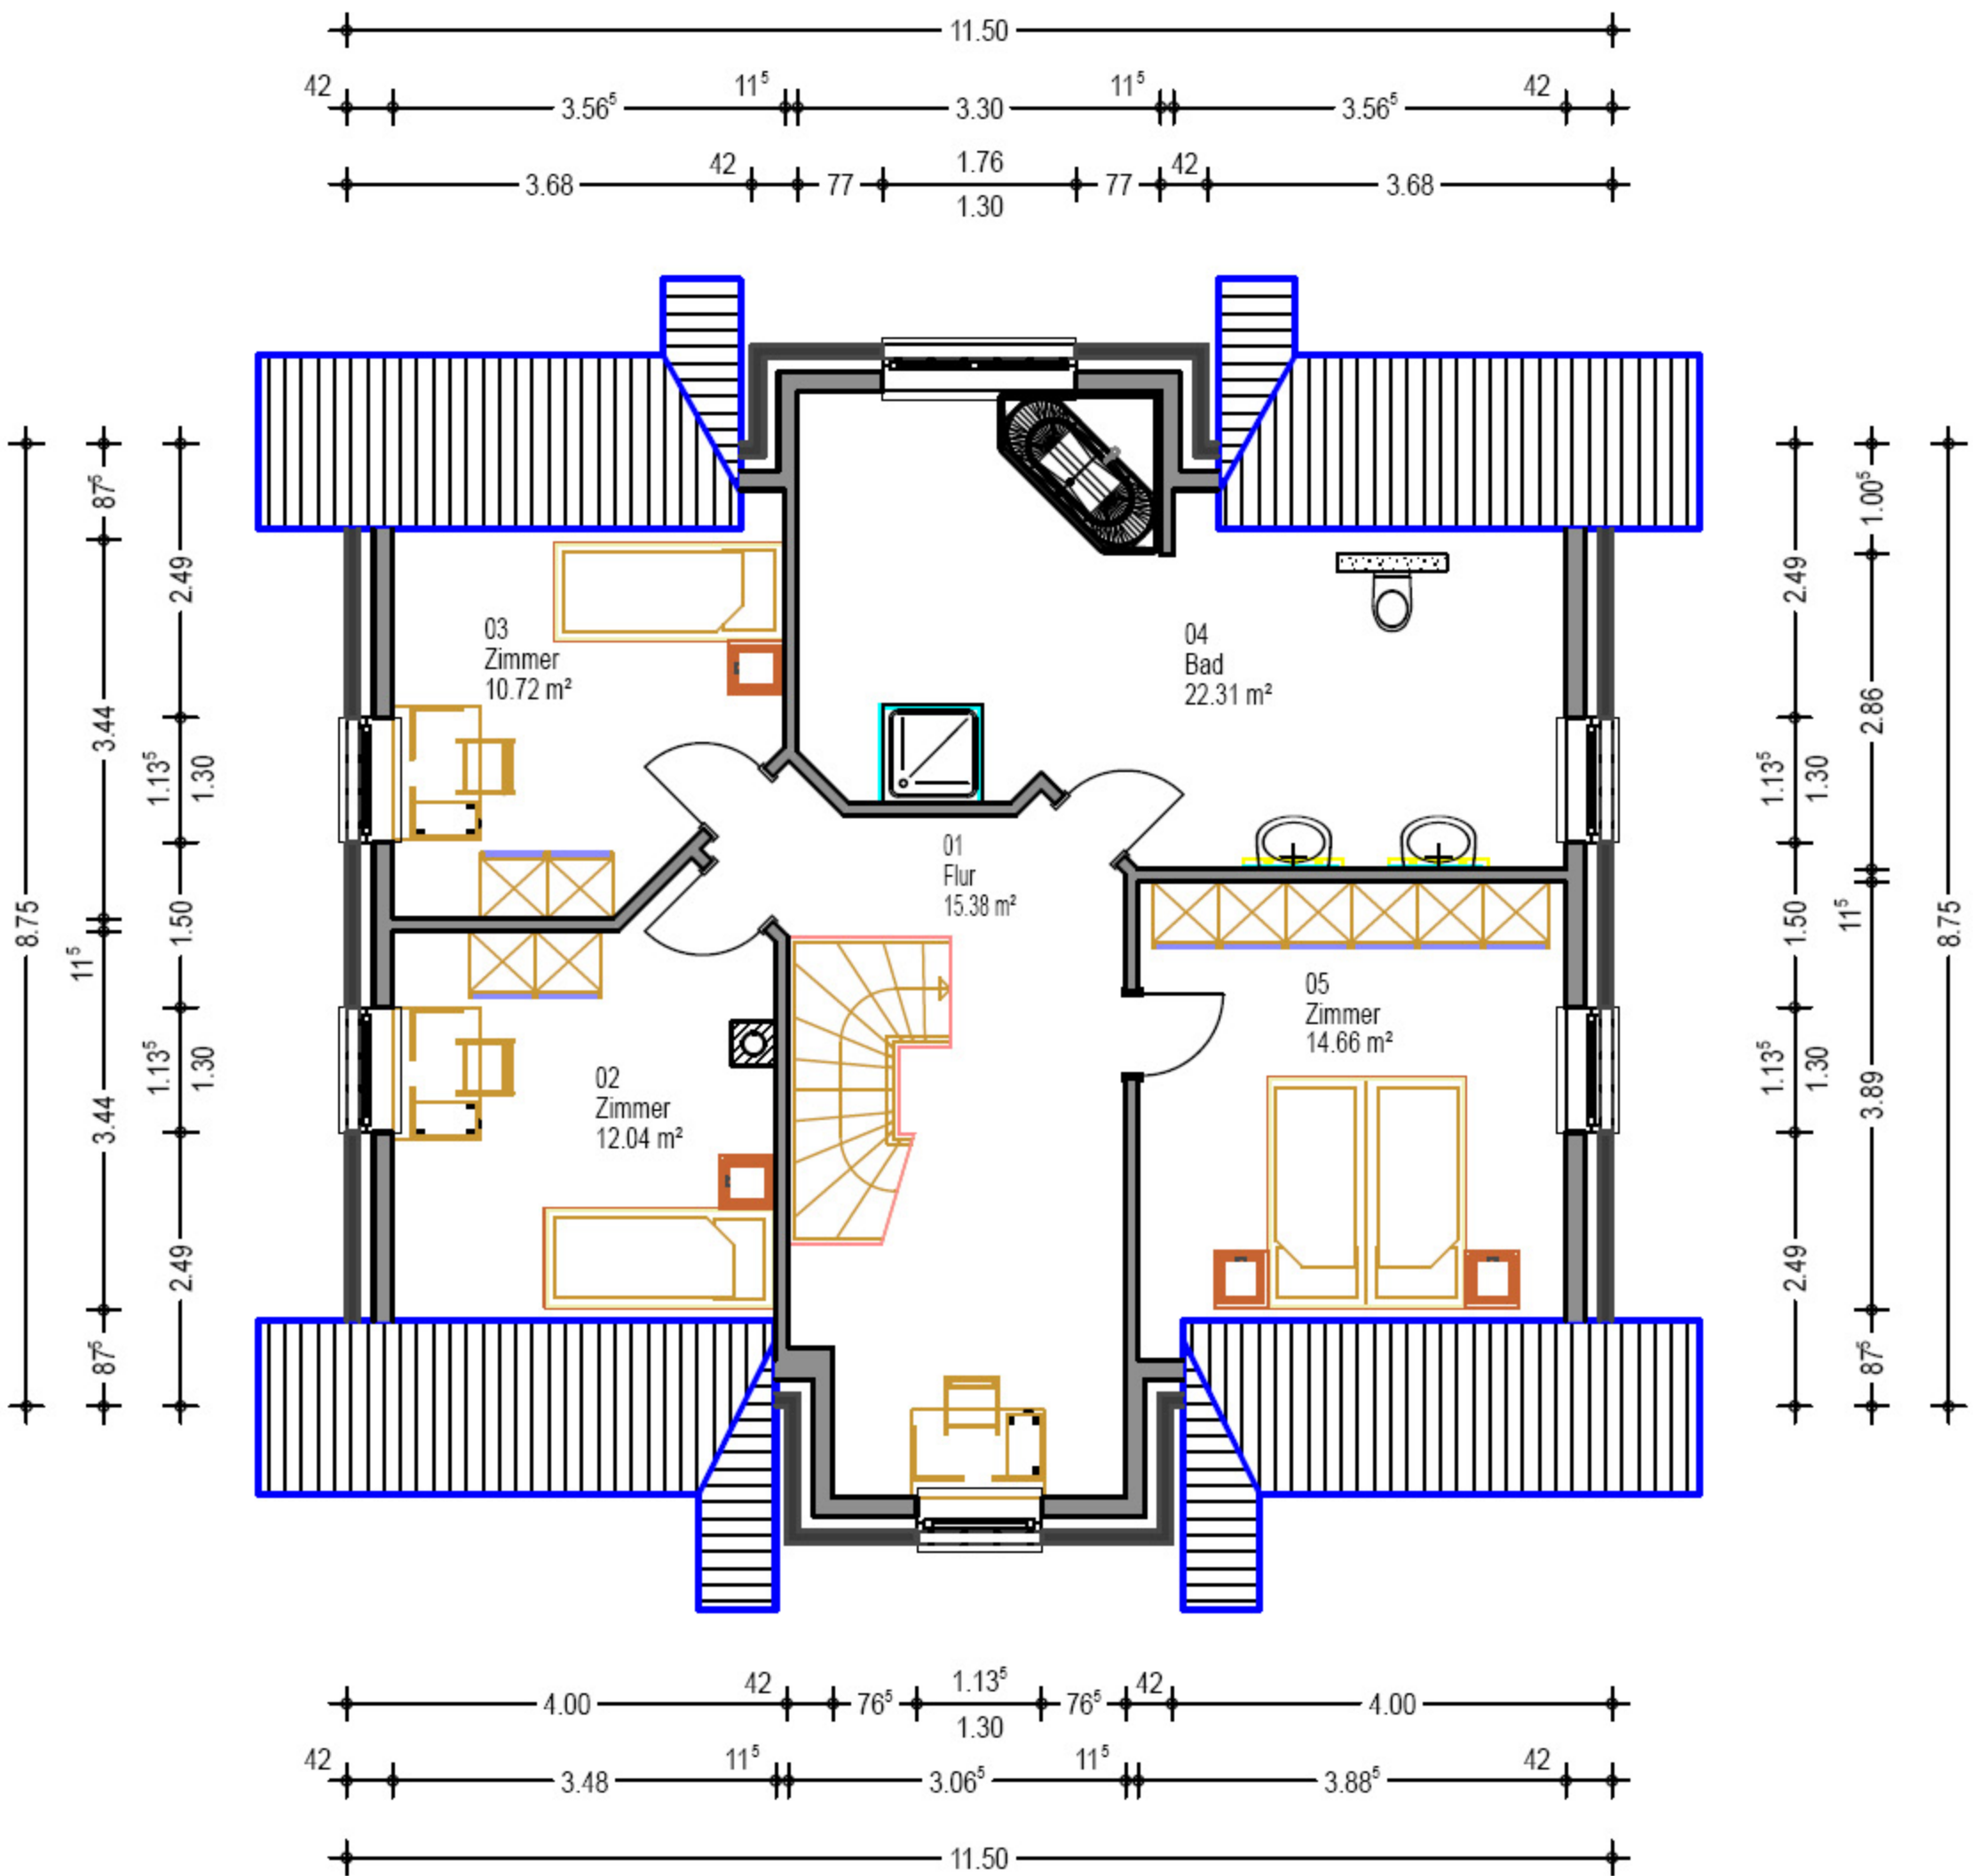 11.50
42 3.56⁵ 11⁵ 3.30 11⁵ 3.56⁵ 42
3.68 42 77 1.76 77 42 3.68
1.30
8.75
87⁵ 3.44 11⁵ 3.44 87⁵
2.49 1.13⁵ 1.50 1.13⁵ 2.49
1.30 1.30
03
Zimmer
10.72 m²
04
Bad
22.31 m²
01
Flur
15.38 m²
02
Zimmer
12.04 m²
05
Zimmer
14.66 m²
2.49 1.13⁵ 1.50 1.13⁵ 2.49
1.30 1.30
1.00⁵ 2.86 11⁵ 3.89 87⁵
8.75
4.00 42 76⁵ 1.13⁵ 76⁵ 42 4.00
1.30
42 3.48 11⁵ 3.06⁵ 11⁵ 3.88⁵ 42
11.50